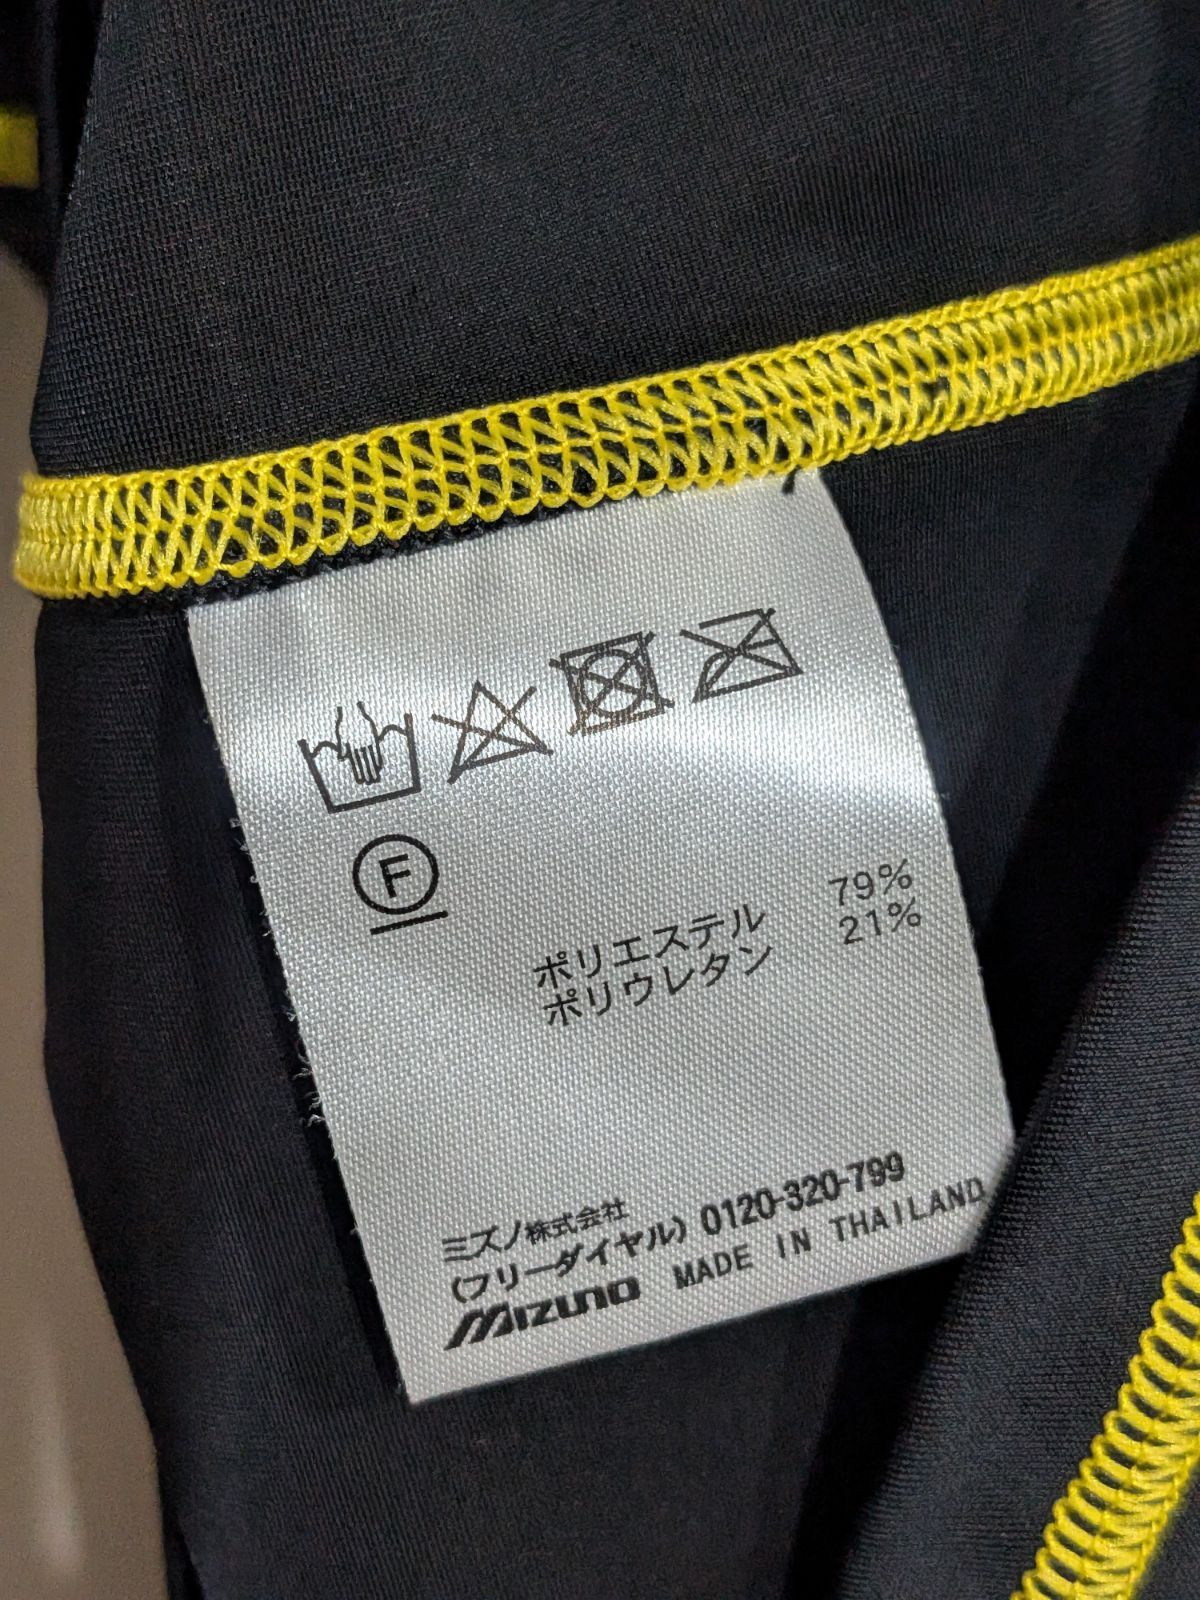 F
ポリエステル 79%
ポリウレタン 21%
ミズノ株式会社
(フリーダイヤル) 0120-320-799
Mizuno MADE IN THAILAND